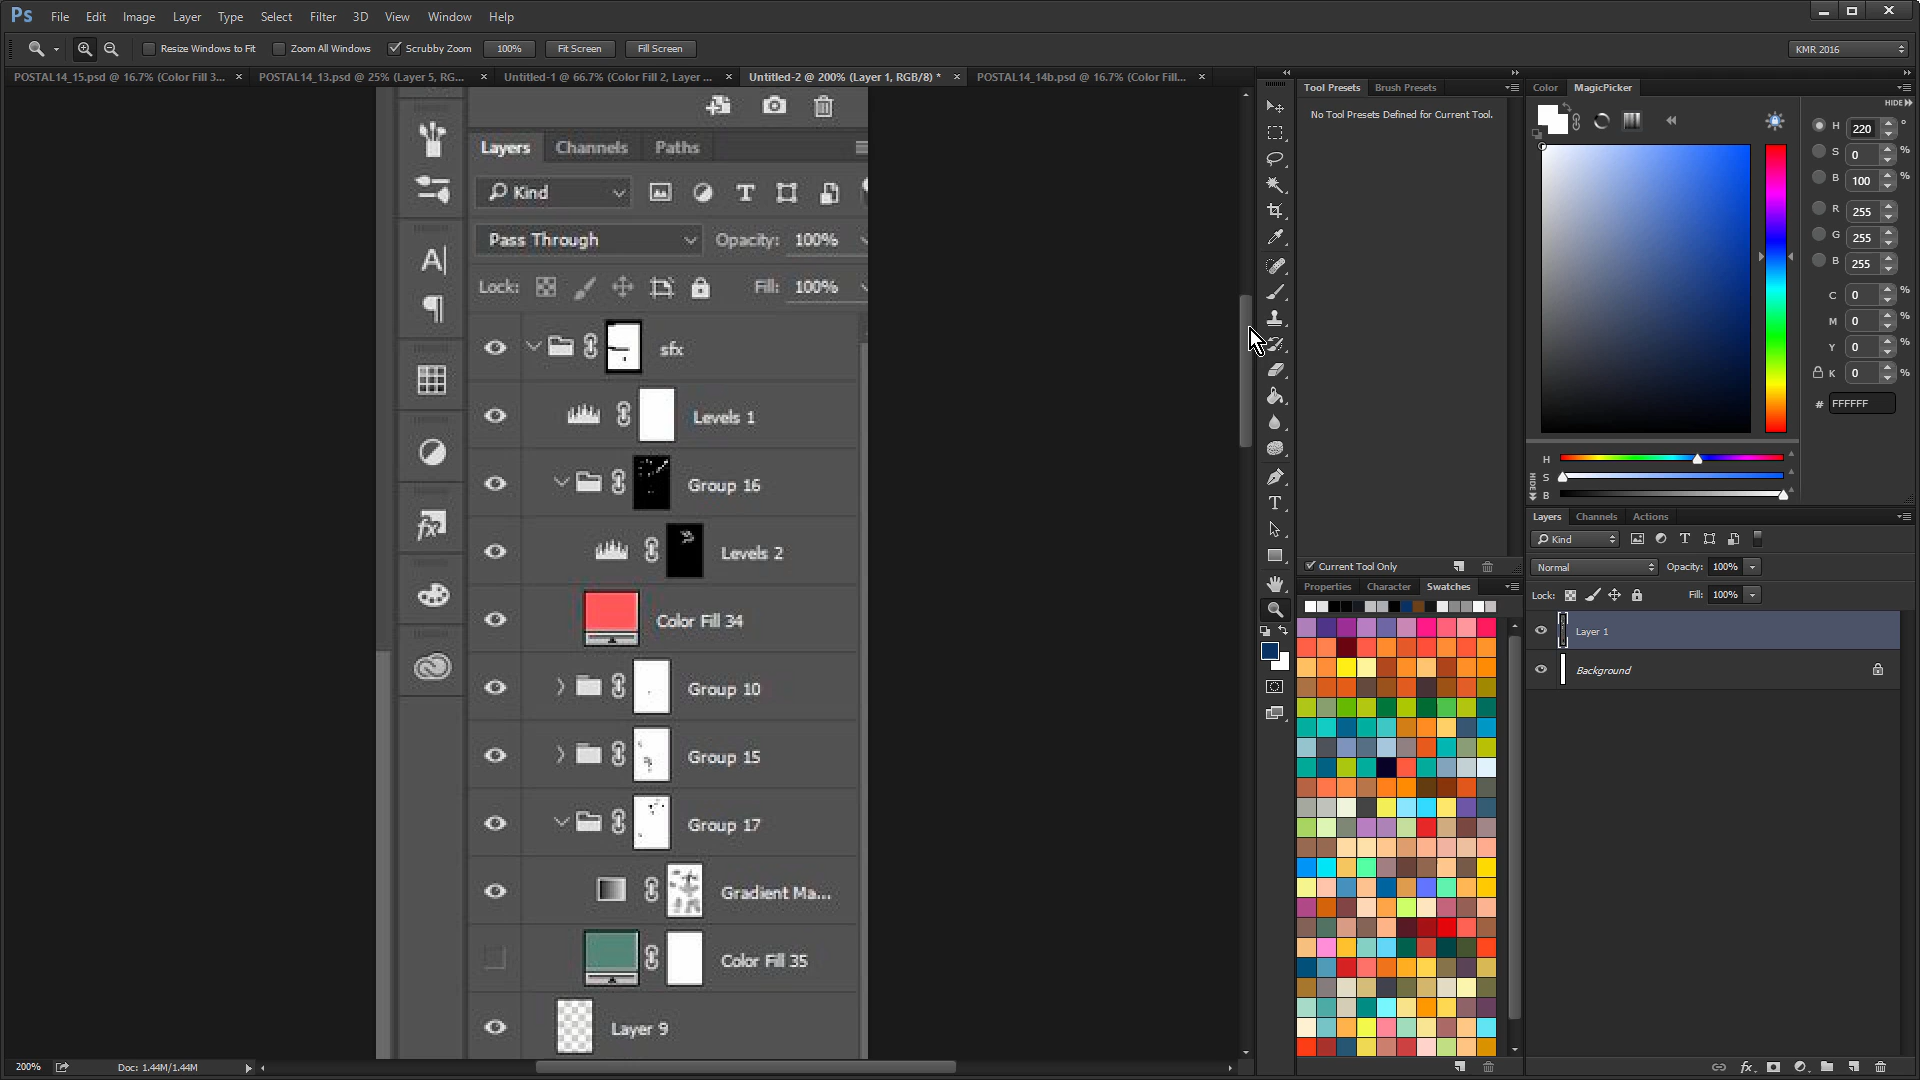 Ps File Edit Image Layer Type Select Filter 3D View Window Help
Resize Windows to Fit Zoom All Windows Scrubby Zoom 100% Fit Screen Fill Screen KMR 2016
POSTAL14_15.psd @ 16.7% (Color Fill 3... × POSTAL14_13.psd @ 25% (Layer 5, RG... × Untitled-1 @ 66.7% (Color Fill 2, Layer ... × Untitled-2 @ 200% (Layer 1, RGB/8) * × POSTAL14_14b.psd @ 16.7% (Color Fill... ×
Layers Channels Paths
Kind
Pass Through Opacity: 100%
Lock: Fill: 100%
sfx
Levels 1
Group 16
Levels 2
Color Fill 34
Group 10
Group 15
Group 17
Gradient Ma...
Color Fill 35
Layer 9
Tool Presets Brush Presets
No Tool Presets Defined for Current Tool.
Current Tool Only
Properties Character Swatches
Color MagicPicker
HIDE
H 220 °
S 0 %
B 100 %
R 255
G 255
B 255
C 0 %
M 0 %
Y 0 %
K 0 %
# FFFFFF
H
S
B
HIDE
Layers Channels Actions
Kind
Normal Opacity: 100%
Lock: Fill: 100%
Layer 1
Background
200% Doc: 1.44M/1.44M